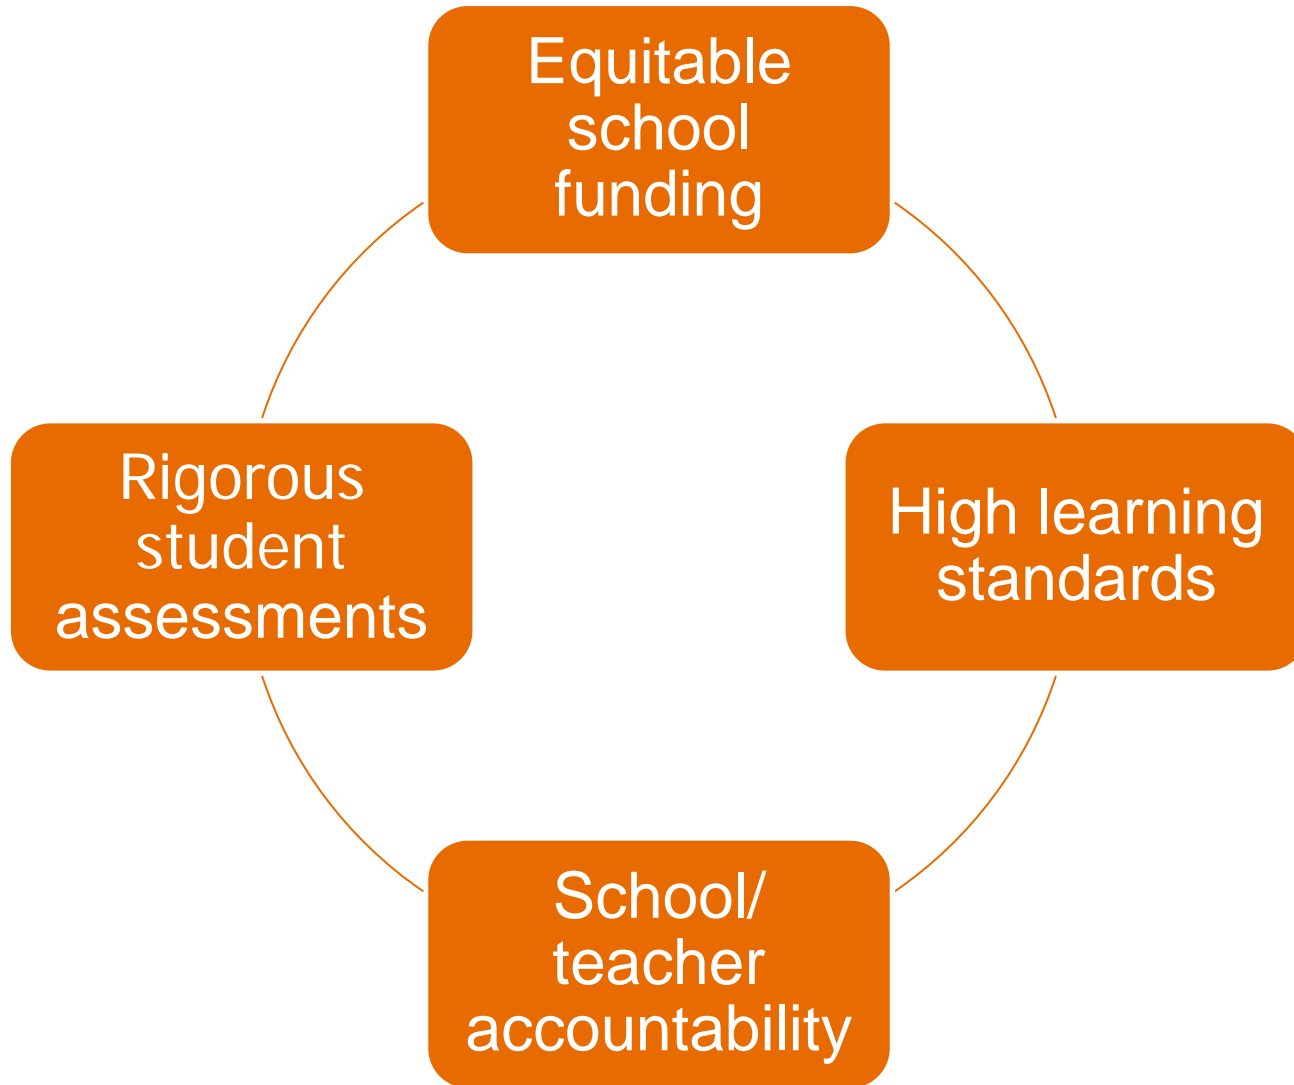 Equitable
school
funding
Rigorous
student
assessments
High learning
standards
School/
teacher
accountability